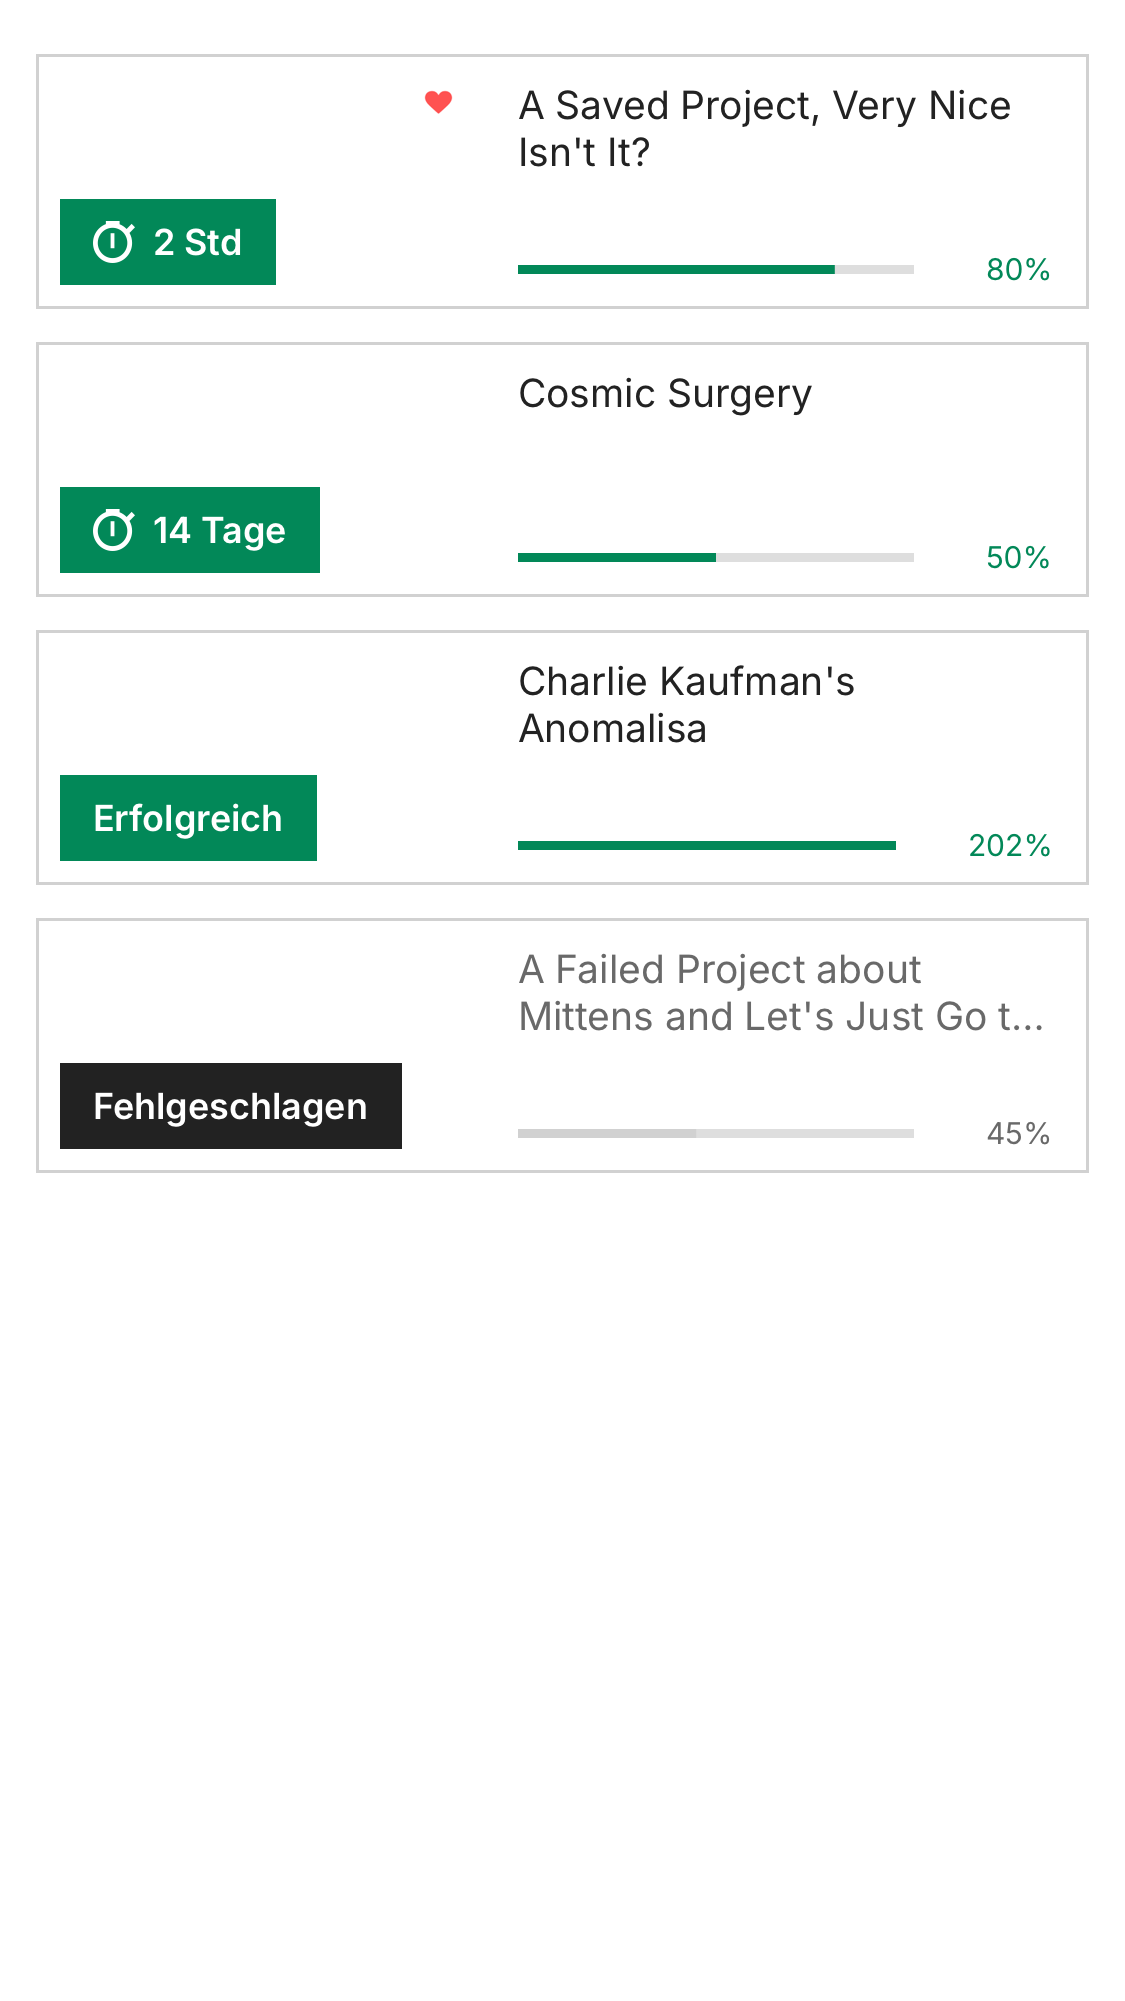 A Saved Project, Very Nice
Isn't It?
2 Std
80%
Cosmic Surgery
14 Tage
50%
Charlie Kaufman's
Anomalisa
Erfolgreich
202%
A Failed Project about
Mittens and Let's Just Go t…
Fehlgeschlagen
45%